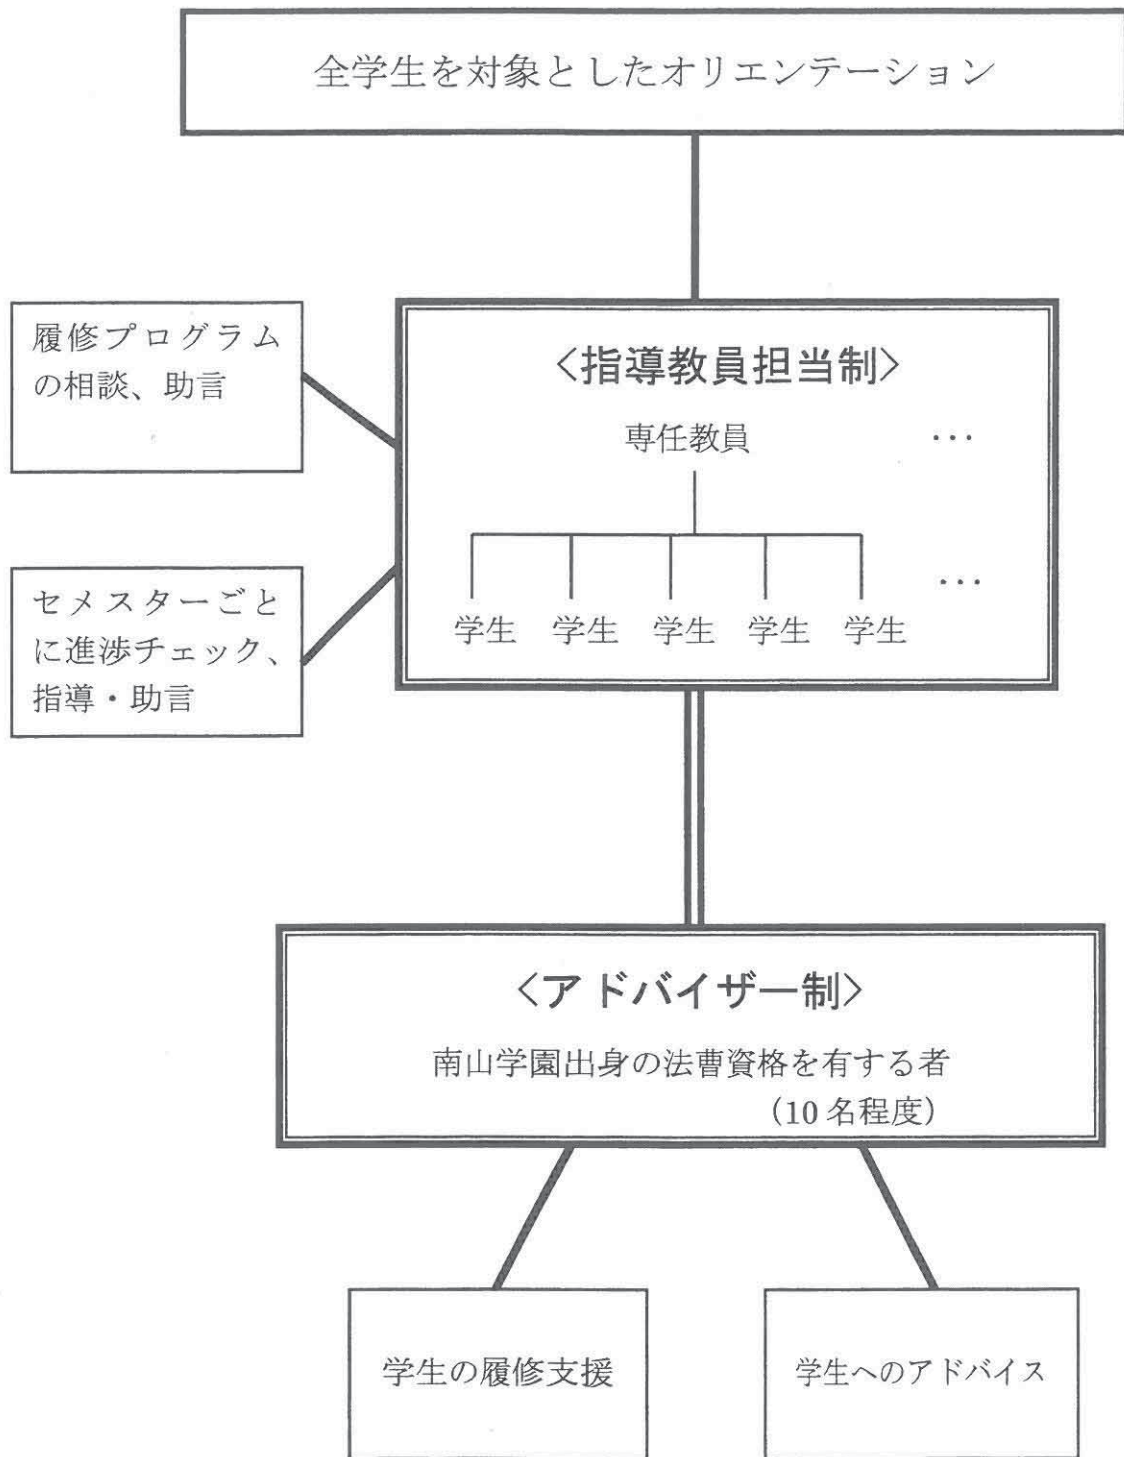 全学生を対象としたオリエンテーション
履修プログラム
の相談、助言
<指導教員担当制>
専任教員 …
学生 学生 学生 学生 学生 …
セメスターごと
に進渉チェック、
指導・助言
<アドバイザー制>
南山学園出身の法曹資格を有する者
(10名程度)
学生の履修支援
学生へのアドバイス